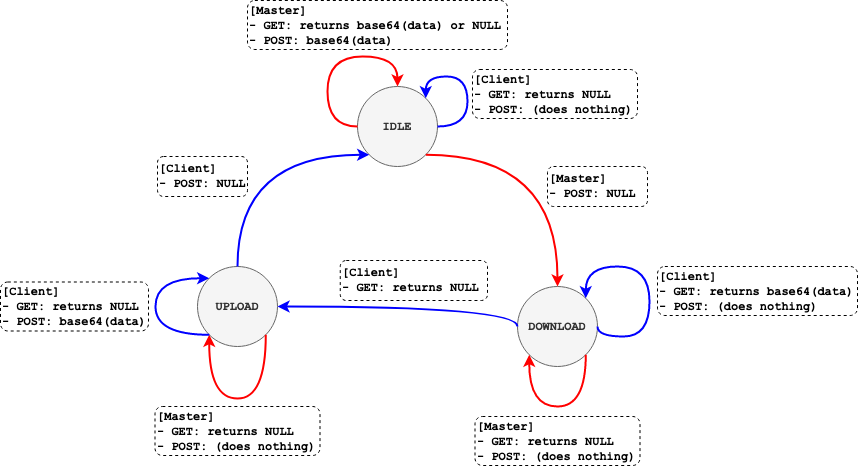 [Master]
- GET: returns base64(data) or NULL
- POST: base64(data)
[Client]
- GET: returns NULL
- POST: (does nothing)
IDLE
[Client]
- POST: NULL
[Master]
- POST: NULL
[Client]
- GET: returns NULL
[Client]
- GET: returns base64(data)
- POST: (does nothing)
[Client]
- GET: returns NULL
- POST: base64(data)
UPLOAD
DOWNLOAD
[Master]
- GET: returns NULL
- POST: (does nothing)
[Master]
- GET: returns NULL
- POST: (does nothing)